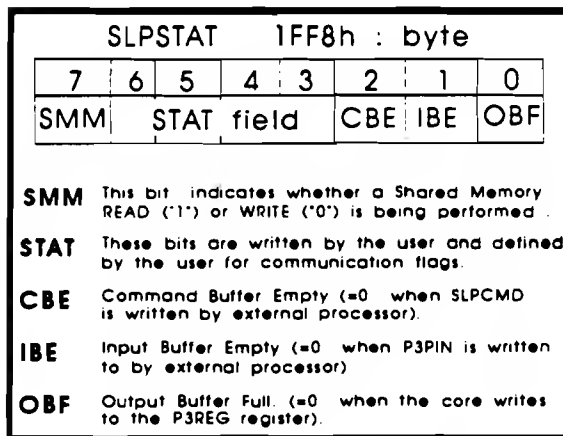 SLPSTAT 1FF8h : byte
7 6 5 4 3 2 1 0
SMM STAT field CBE IBE OBF
SMM This bit indicates whether a Shared Memory
READ ("1") or WRITE ("0") is being performed .
STAT These bits are written by the user and defined
by the user for communication flags.
CBE Command Buffer Empty (=0 when SLPCMD
is written by external processor).
IBE Input Buffer Empty (=0 when P3PIN is written
to by external processor)
OBF Output Buffer Full. (=0 when the core writes
to the P3REG register).